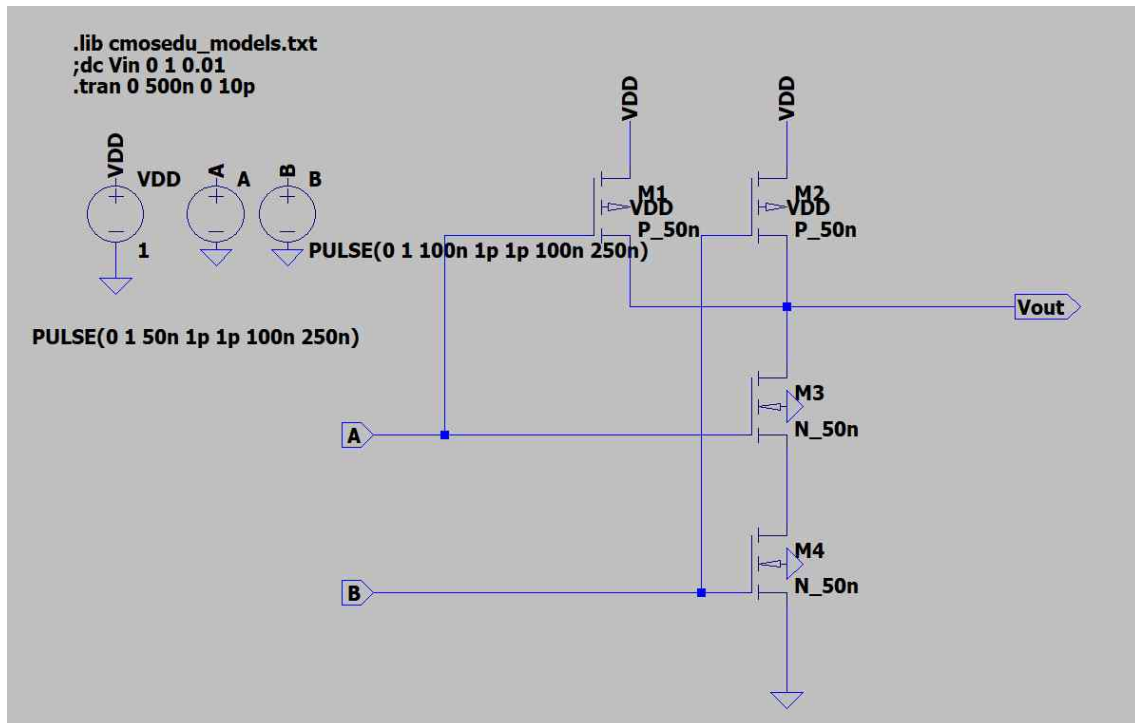 .lib cmosedu_models.txt
;dc Vin 0 1 0.01
.tran 0 500n 0 10p
VDD
VDD
1
A
A
B
B
PULSE(0 1 100n 1p 1p 100n 250n)
PULSE(0 1 50n 1p 1p 100n 250n)
VDD
M1
VDD
P_50n
VDD
M2
VDD
P_50n
Vout
M3
N_50n
A
M4
N_50n
B